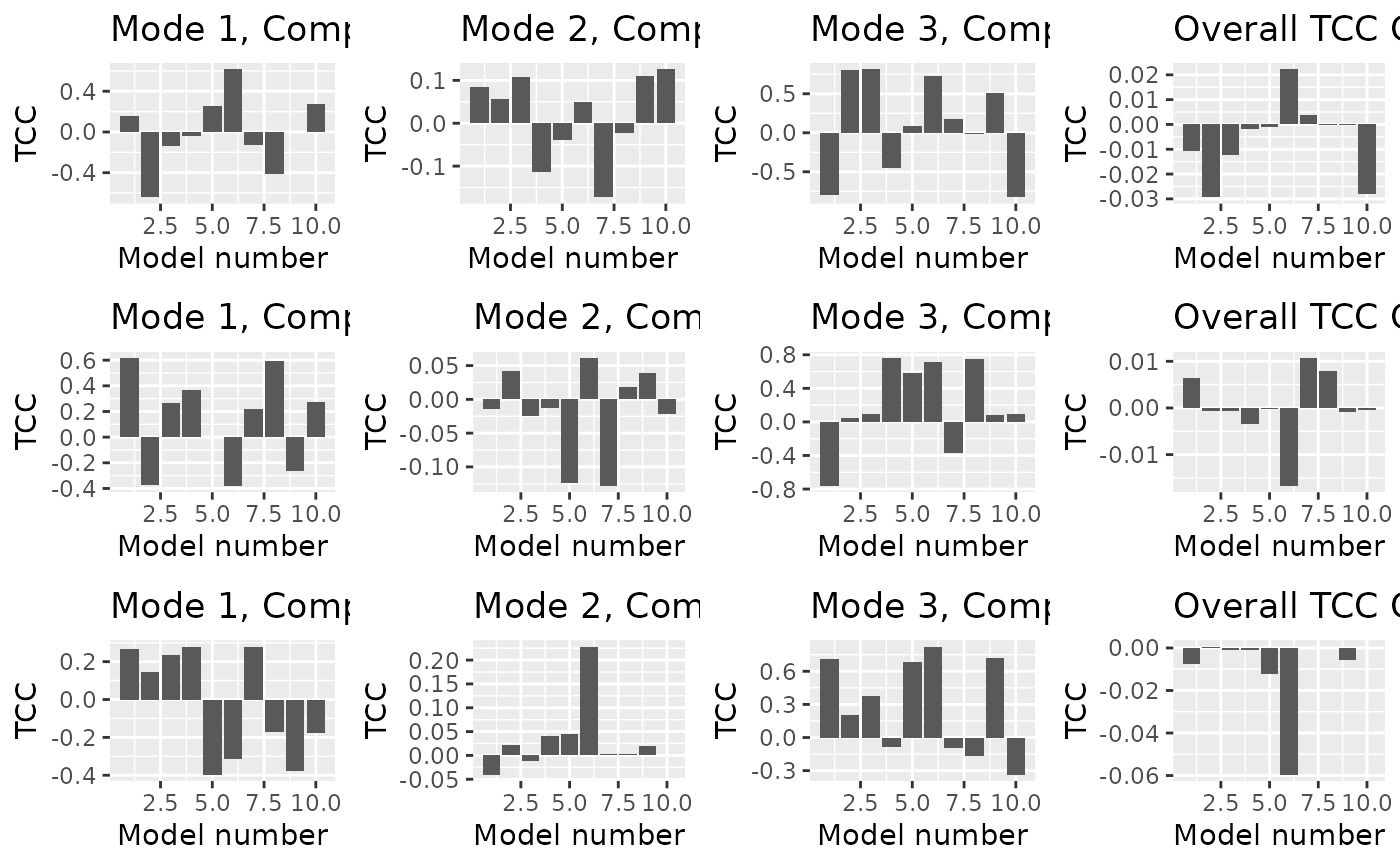 Mode 1, Comp
TCC
0.4
0.0
-0.4
2.5 5.0 7.5 10.0
Model number
Mode 2, Comp
TCC
0.1
0.0
-0.1
2.5 5.0 7.5 10.0
Model number
Mode 3, Comp
TCC
0.5
0.0
-0.5
2.5 5.0 7.5 10.0
Model number
Overall TCC C
TCC
0.02
0.01
0.00
-0.01
-0.02
-0.03
2.5 5.0 7.5 10.0
Model number
Mode 1, Comp
TCC
0.6
0.4
0.2
0.0
-0.2
-0.4
2.5 5.0 7.5 10.0
Model number
Mode 2, Com
TCC
0.05
0.00
-0.05
-0.10
2.5 5.0 7.5 10.0
Model number
Mode 3, Comp
TCC
0.8
0.4
0.0
-0.4
-0.8
2.5 5.0 7.5 10.0
Model number
Overall TCC C
TCC
0.01
0.00
-0.01
2.5 5.0 7.5 10.0
Model number
Mode 1, Comp
TCC
0.2
0.0
-0.2
-0.4
2.5 5.0 7.5 10.0
Model number
Mode 2, Com
TCC
0.20
0.15
0.10
0.05
0.00
-0.05
2.5 5.0 7.5 10.0
Model number
Mode 3, Comp
TCC
0.6
0.3
0.0
-0.3
2.5 5.0 7.5 10.0
Model number
Overall TCC C
TCC
0.00
-0.02
-0.04
-0.06
2.5 5.0 7.5 10.0
Model number